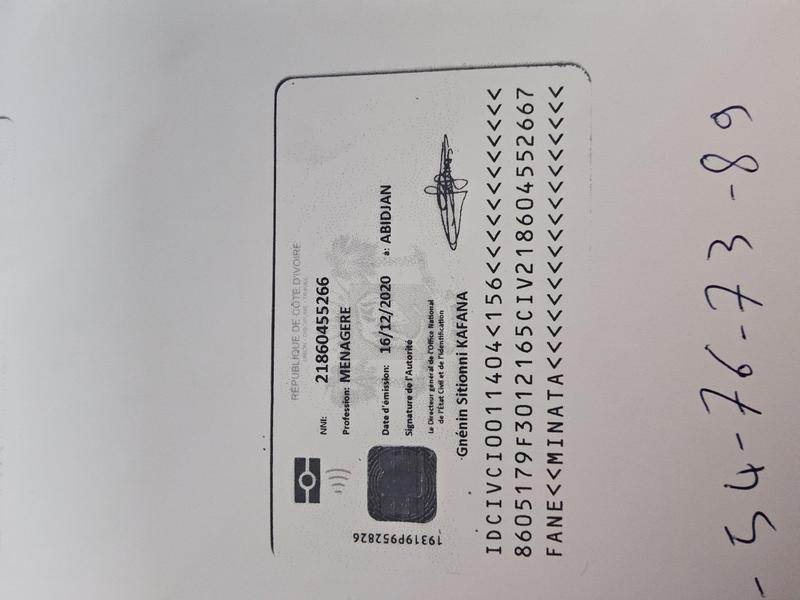 RÉPUBLIQUE DE CÔTE D'IVOIRE
NNI: 21860455266
Profession: MENAGERE
Date d'émission: 16/12/2020 à: ABIDJAN
Signature de l'Autorité
Le Directeur général de l'Office National
de l'État Civil et de l'Identification
Gnénin Sitionni KAFANA
19319P952826
IDCIVCI0011404<156<<<<<<<<<<<<
8605179F3012165CIV218604552667
FANE<<MINATA<<<<<<<<<<<<<<<<<<
- 54-76-73-89